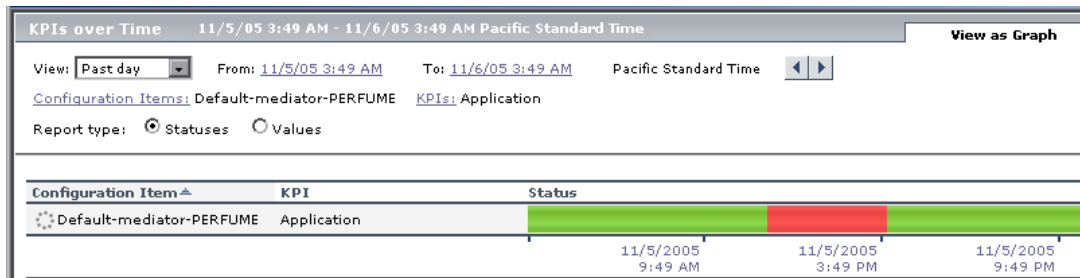 KPIs over Time 11/5/05 3:49 AM - 11/6/05 3:49 AM Pacific Standard Time
View as Graph
View: Past day From: 11/5/05 3:49 AM To: 11/6/05 3:49 AM Pacific Standard Time
Configuration Items: Default-mediator-PERFUME KPIs: Application
Report type: Statuses Values
Configuration Item KPI Status
Default-mediator-PERFUME Application
11/5/2005 11/5/2005 11/5/2005
9:49 AM 3:49 PM 9:49 PM